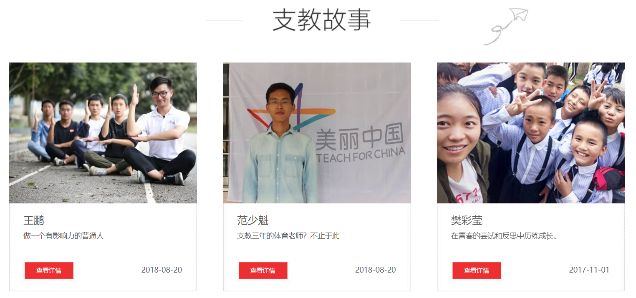 支教故事
美丽中国
TEACH FOR CHINA
王鹏
做一个有影响力的普通人
查看详情
2018-08-20
范少魁
支教三年的体育老师？不止于此
查看详情
2018-08-20
樊彩莹
在青春的尝试和反思中历练成长。
查看详情
2017-11-01